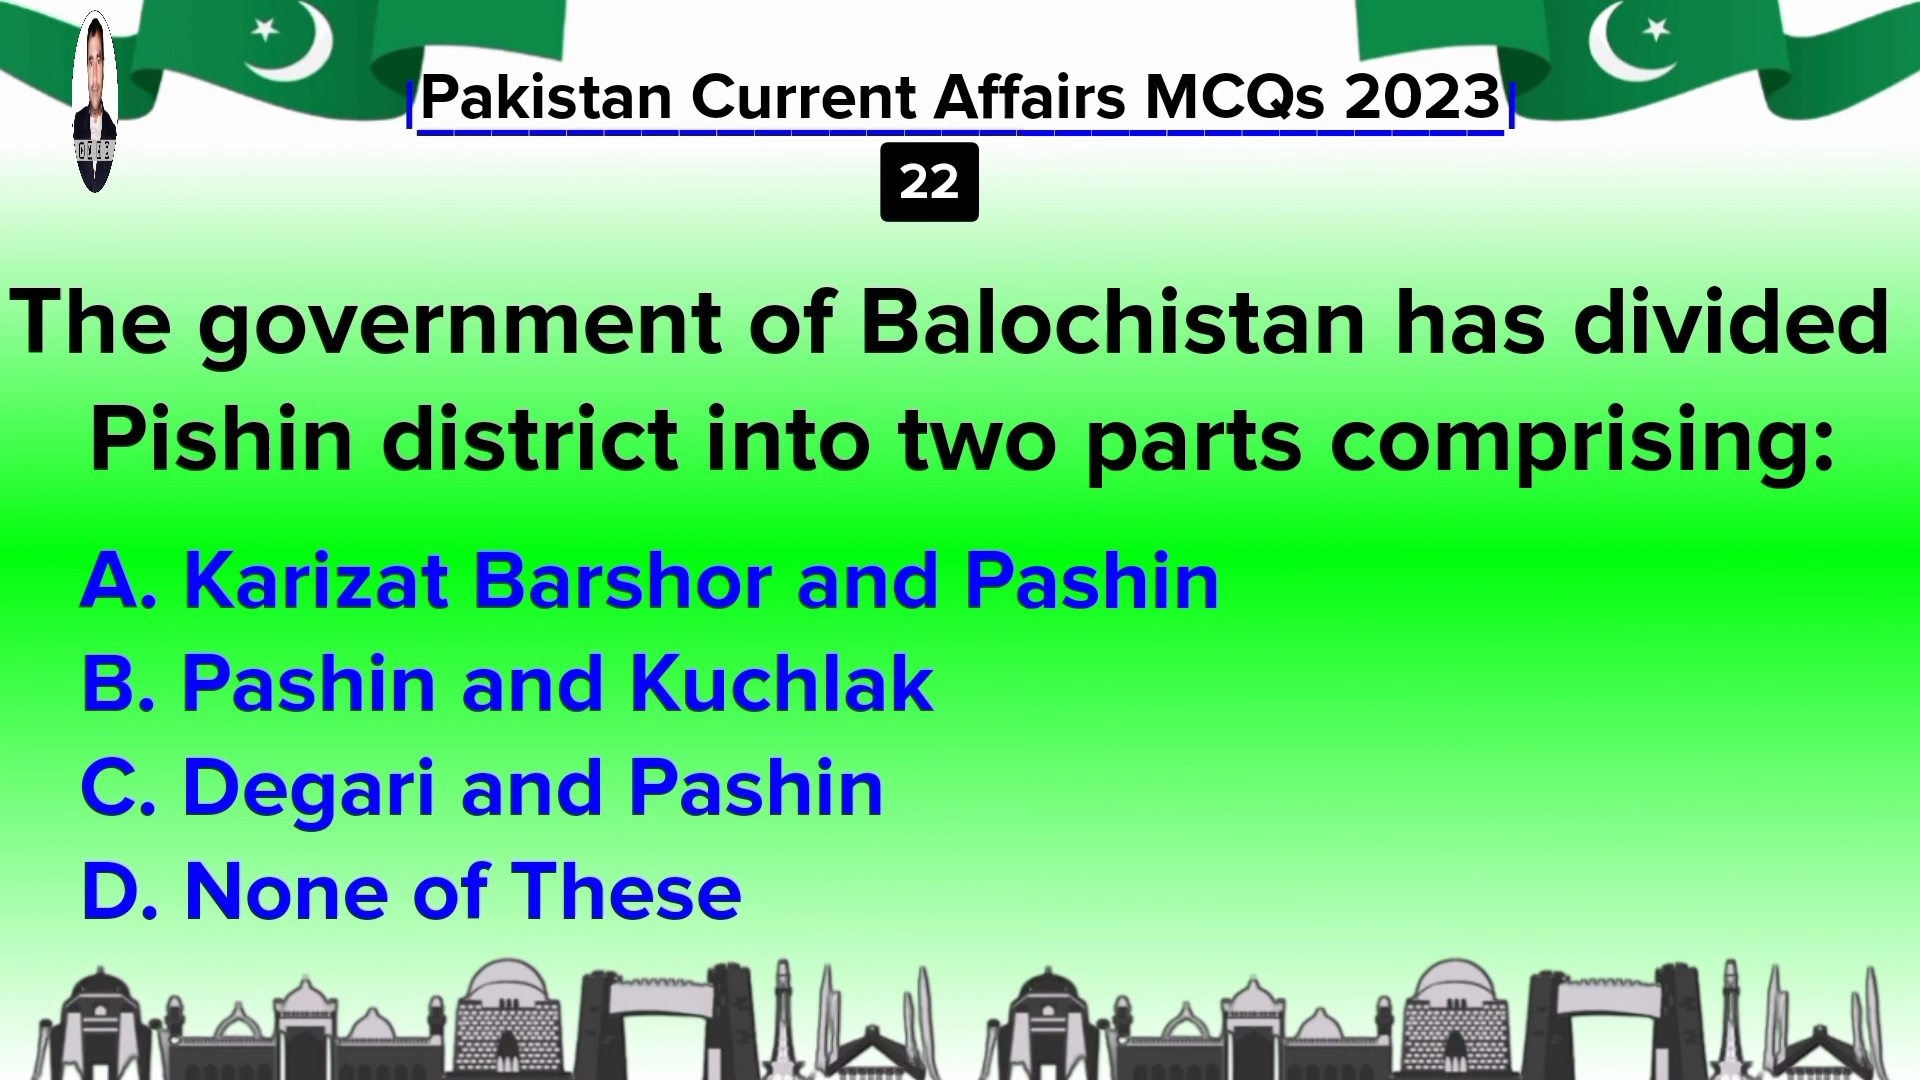 Pakistan Current Affairs MCQs 2023
22
The government of Balochistan has divided
Pishin district into two parts comprising:
A. Karizat Barshor and Pashin
B. Pashin and Kuchlak
C. Degari and Pashin
D. None of These